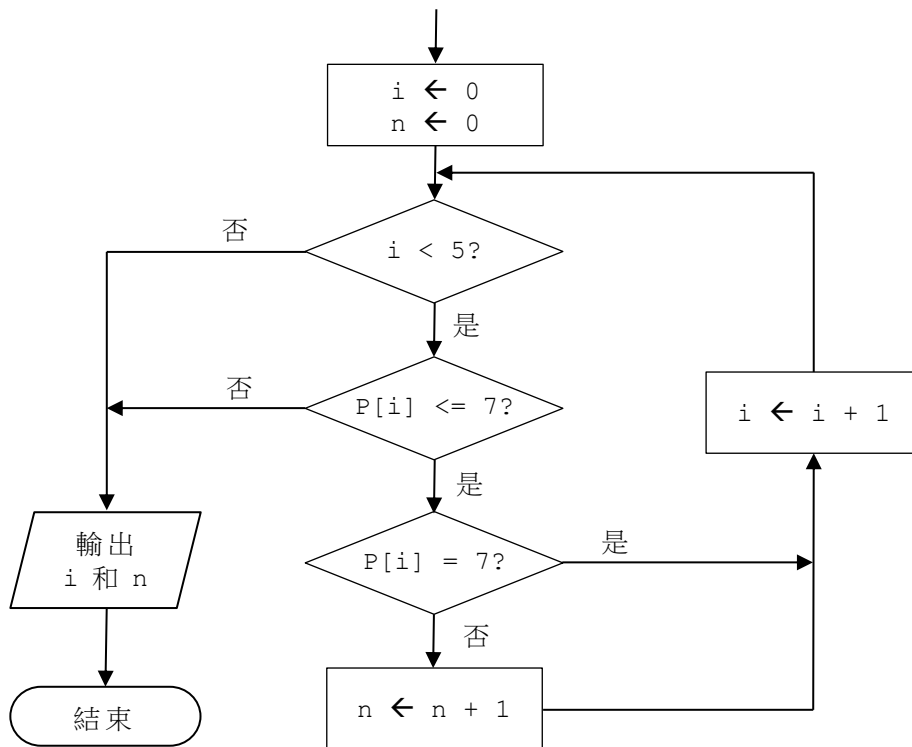 i ← 0
n ← 0
i < 5?
否
是
P[i] <= 7?
否
是
i ← i + 1
P[i] = 7?
是
否
n ← n + 1
輸出
i 和 n
結束